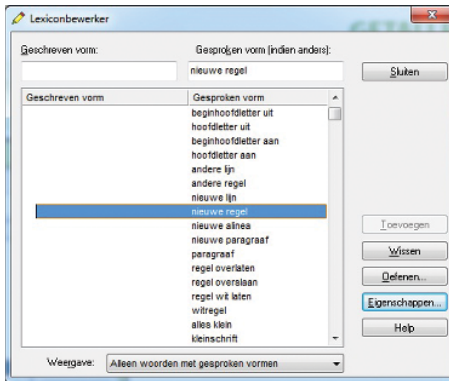 Lexiconbewerker
Geschreven vorm:
Gesproken vorm (indien anders):
nieuwe regel
Sluiten
Geschreven vorm
Gesproken vorm
beginhoofdletter uit
hoofdletter uit
beginhoofdletter aan
hoofdletter aan
andere lijn
andere regel
nieuwe lijn
nieuwe regel
nieuwe alinea
nieuwe paragraaf
paragraaf
regel overlaten
regel overslaan
regel wit laten
witregel
alles klein
kleinschrift
Toevoegen
Wissen
Oefenen...
Eigenschappen...
Help
Weergave:
Alleen woorden met gesproken vormen